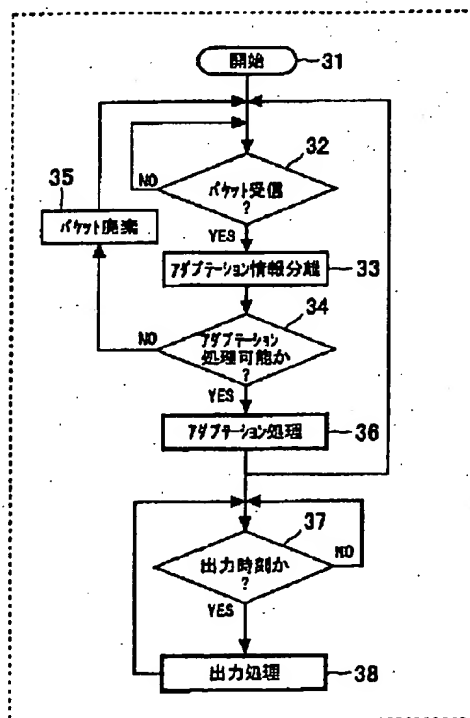 開始
31
32
パケット受信
?
NO
YES
35
パケット廃棄
アダプテーション情報分離
33
34
アダプテーション
処理可能か
?
NO
YES
アダプテーション処理
36
37
出力時刻か
?
NO
YES
出力処理
38